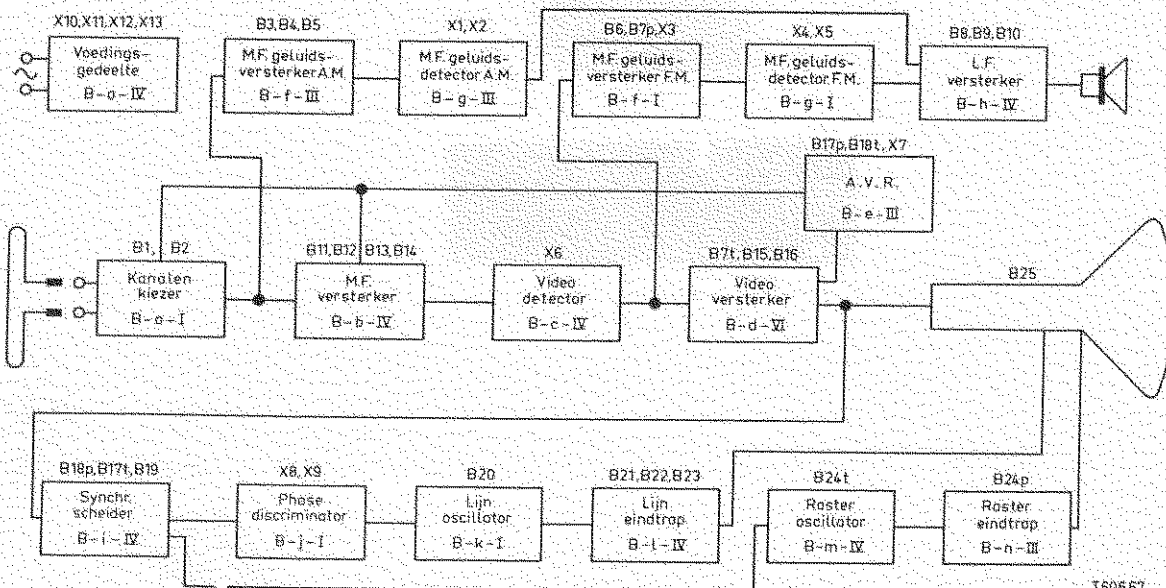 X10,X11,X12,X13
Voedings-
gedeelte
B-o-IV
B3,B4,B5
M.F. geluids-
versterker A.M.
B-f-III
X1,X2
M.F. geluids-
detector A.M.
B-g-III
B6,B7p,X3
M.F. geluids-
versterker F.M.
B-f-I
X4,X5
M.F. geluids-
detector F.M.
B-g-I
B8,B9,B10
L.F.
versterker
B-h-IV
B17p,B18t,X7
A.V.R.
B-e-III
B1, B2
Kanalen
kiezer
B-a-I
B11,B12 B13,B14
M.F.
versterker
B-b-IV
X6
Video
detector
B-c-IV
B7t,B15,B16
Video
versterker
B-d-VI
B25
B18p,B17t,B19
Synchr.
scheider
B-i-IV
X8,X9
Phase
discriminator
B-j-I
B20
Lijn
oscillator
B-k-I
B21,B22,B23
Lijn
eindtrap
B-l-IV
B24t
Raster
oscillator
B-m-IV
B24p
Raster
eindtrap
B-n-III
T60667